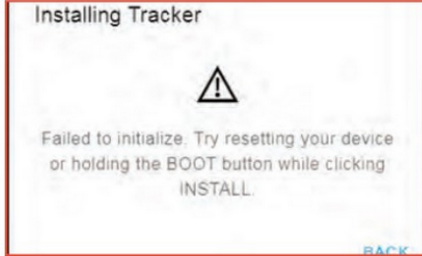 Installing Tracker
Failed to initialize. Try resetting your device
or holding the BOOT button while clicking
INSTALL.
BACK